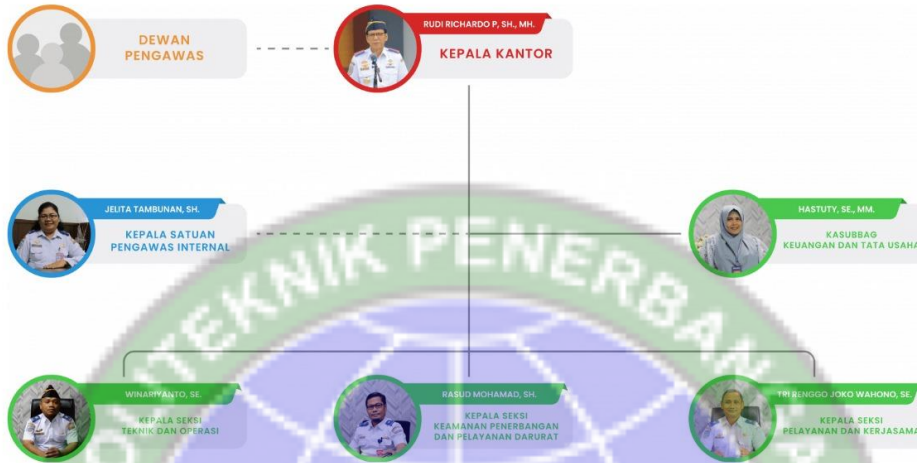 DEWAN
PENGAWAS
RUDI RICHARDO P, SH., MH.
KEPALA KANTOR
JELITA TAMBUNAN, SH.
KEPALA SATUAN
PENGAWAS INTERNAL
HASTUTY, SE., MM.
KASUBBAG
KEUANGAN DAN TATA USAHA
WINARIYANTO, SE.
KEPALA SEKSI
TEKNIK DAN OPERASI
RASUD MOHAMAD, SH.
KEPALA SEKSI
KEAMANAN PENERBANGAN
DAN PELAYANAN DARURAT
TRI RENGGO JOKO WAHONO, SE.
KEPALA SEKSI
PELAYANAN DAN KERJASAMA